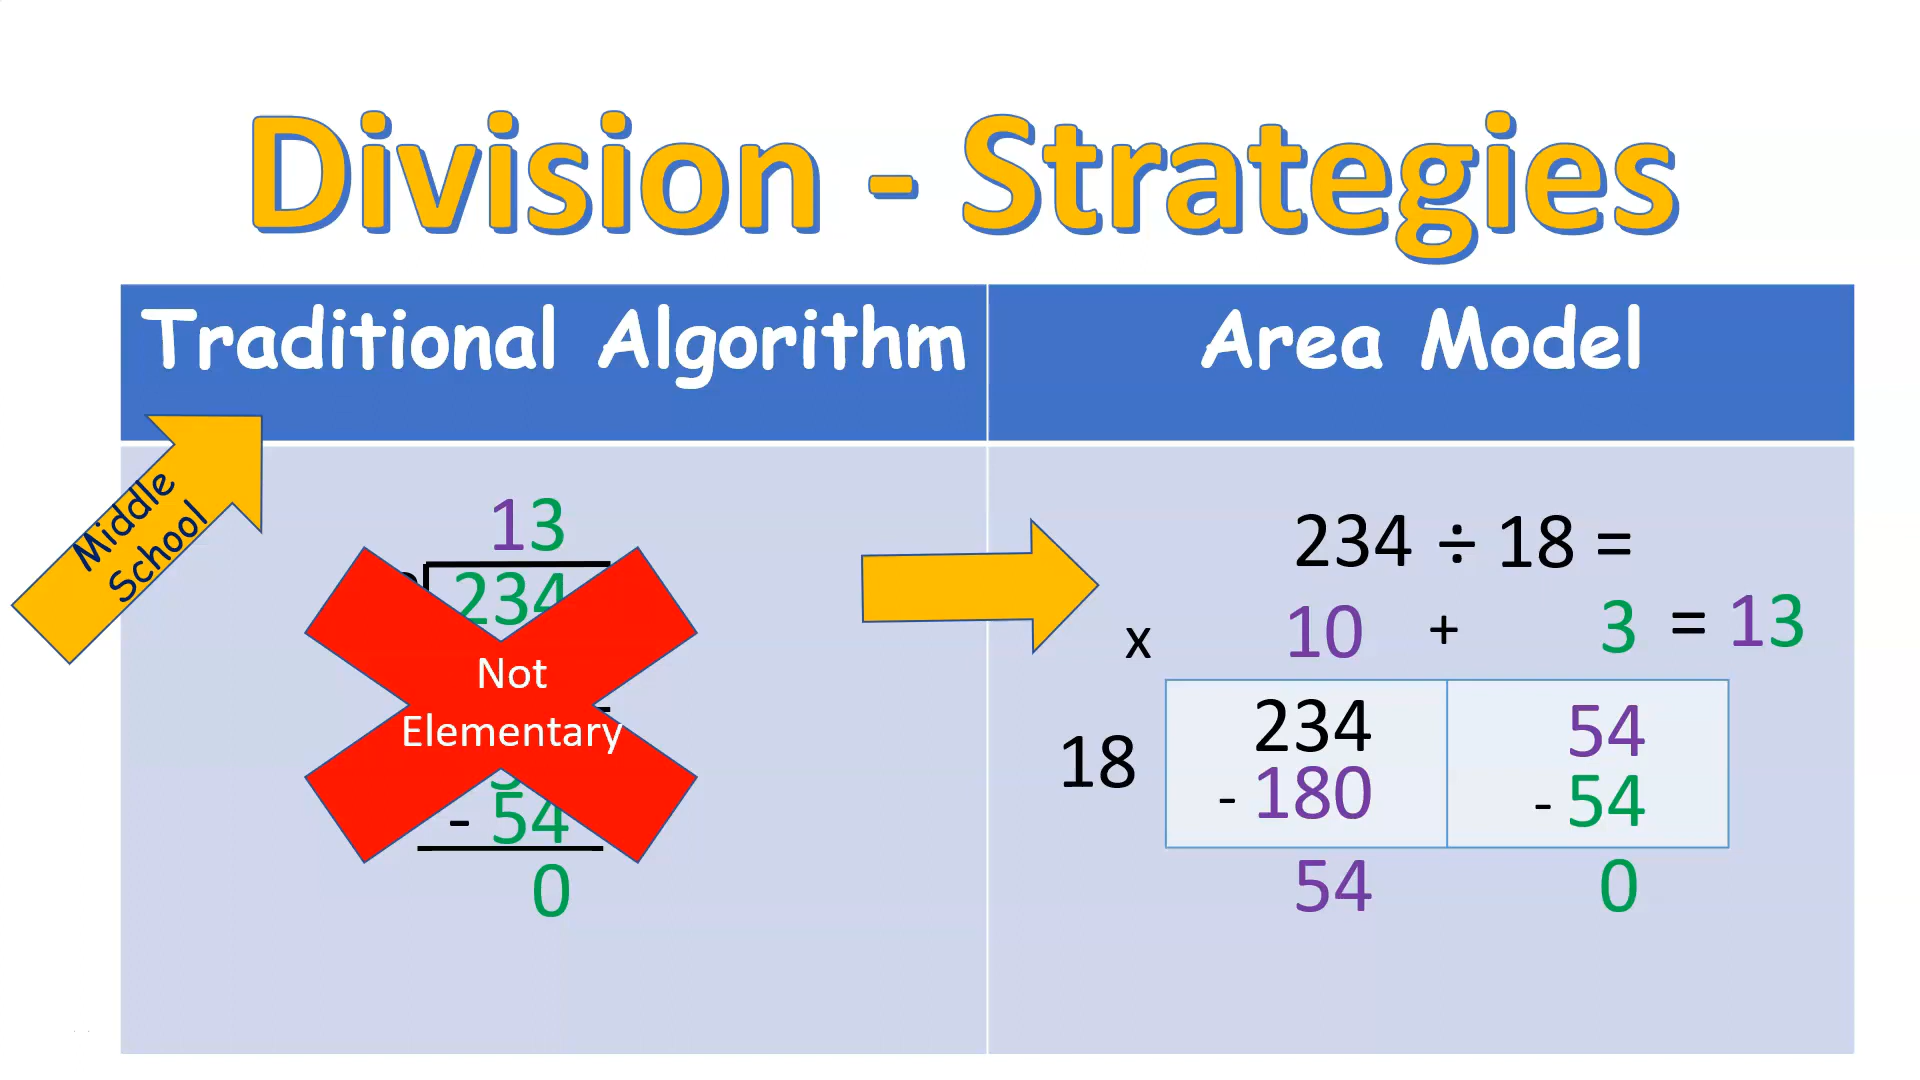 Division - Strategies
Traditional Algorithm
Area Model
Middle
School
13
234
Not
Elementary
- 54
0
234 ÷ 18 =
x 10 + 3 = 13
18
234 54
- 180 - 54
54 0